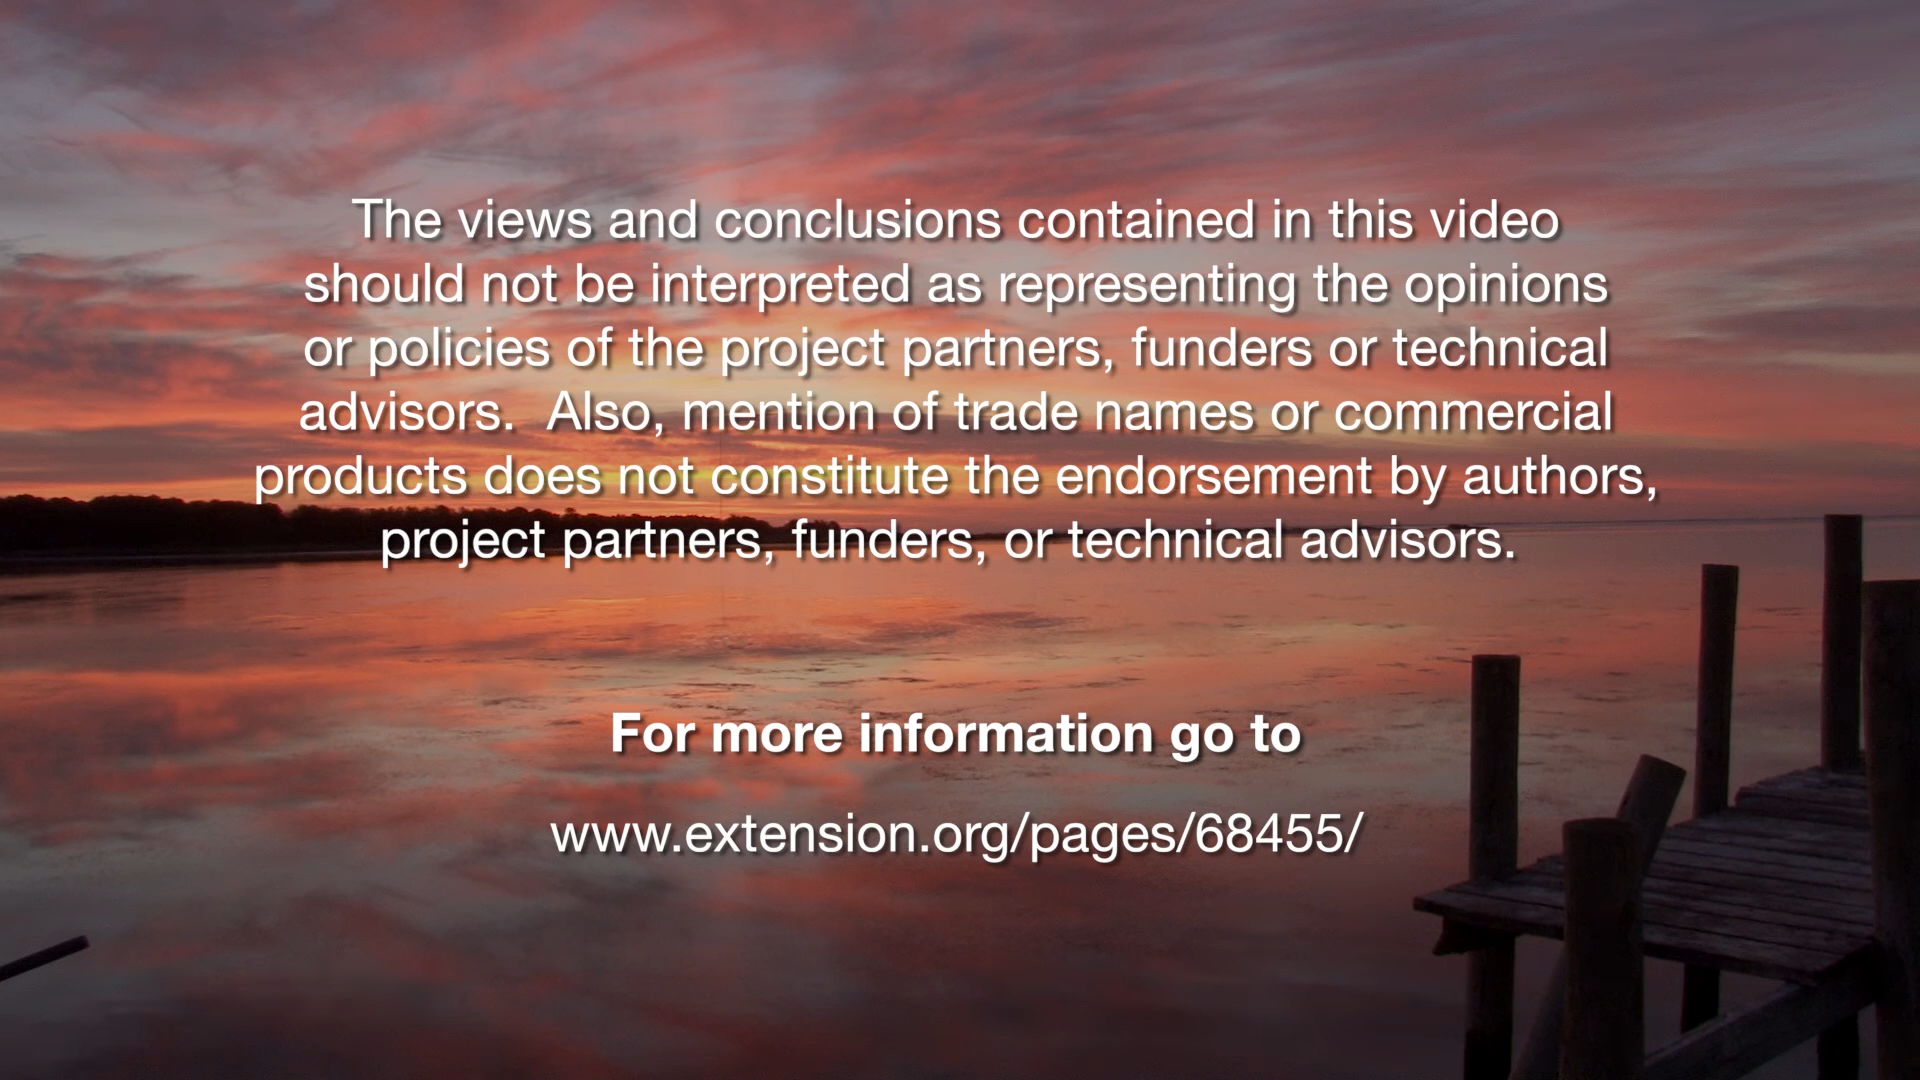 The views and conclusions contained in this video
should not be interpreted as representing the opinions
or policies of the project partners, funders or technical
advisors.  Also, mention of trade names or commercial
products does not constitute the endorsement by authors,
project partners, funders, or technical advisors.
For more information go to
www.extension.org/pages/68455/